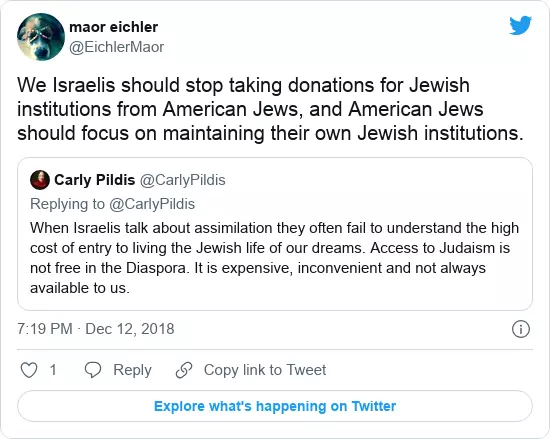 maor eichler
@EichlerMaor
We Israelis should stop taking donations for Jewish
institutions from American Jews, and American Jews
should focus on maintaining their own Jewish institutions.
Carly Pildis @CarlyPildis
Replying to @CarlyPildis
When Israelis talk about assimilation they often fail to understand the high
cost of entry to living the Jewish life of our dreams. Access to Judaism is
not free in the Diaspora. It is expensive, inconvenient and not always
available to us.
7:19 PM · Dec 12, 2018
1 Reply Copy link to Tweet
Explore what's happening on Twitter